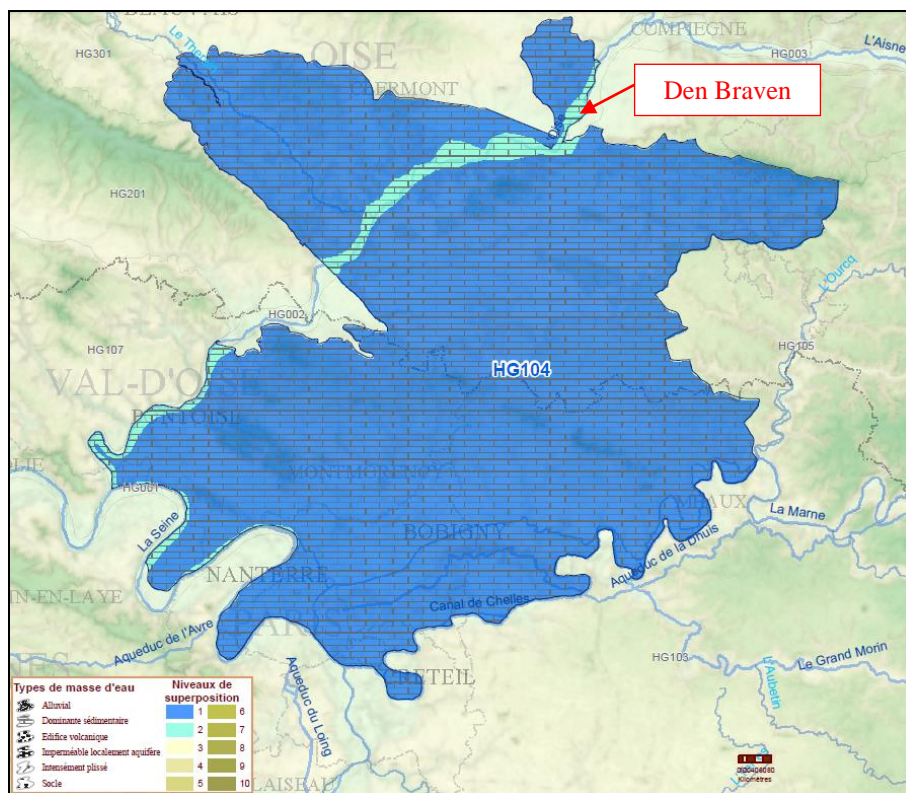 BEAUVAIS
COMPIEGNE
Le Thérain
HG301
OISE
HG003
L'Aisne
CLERMONT
Den Braven
HG201
L'Ourcq
HG002
HG107
HG104
HG105
VAL-D'OISE
PONTOISE
MONTMORENCY
HG001
MEAUX
La Marne
La Seine
BOBIGNY
Aqueduc de la Dhuis
NANTERRE
Canal de Chelles
PARIS
Aqueduc de l'Avre
HG103
Le Grand Morin
CRETEIL
L'Aubetin
Aqueduc du Loing
Types de masse d'eau
Alluvial
Dominante sédimentaire
Edifice volcanique
Imperméable localement aquifère
Intensément plissé
Socle
Niveaux de
superposition
1 6
2 7
3 8
4 9
5 10
Kilomètres